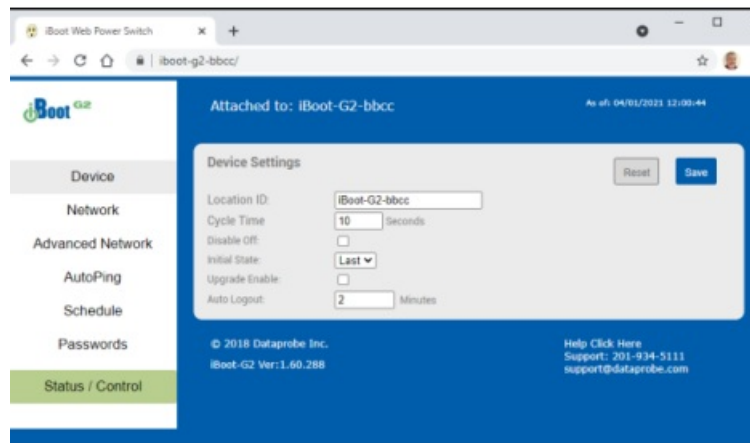 iBoot Web Power Switch
iboot-g2-bbcc/
iBoot G2
Attached to: iBoot-G2-bbcc
As of: 04/01/2021 12:00:44
Device
Network
Advanced Network
AutoPing
Schedule
Passwords
Status / Control
Device Settings
Reset
Save
Location ID: iBoot-G2-bbcc
Cycle Time 10 Seconds
Disable Off:
Initial State: Last
Upgrade Enable:
Auto Logout: 2 Minutes
© 2018 Dataprobe Inc.
iBoot-G2 Ver:1.60.288
Help Click Here
Support: 201-934-5111
support@dataprobe.com